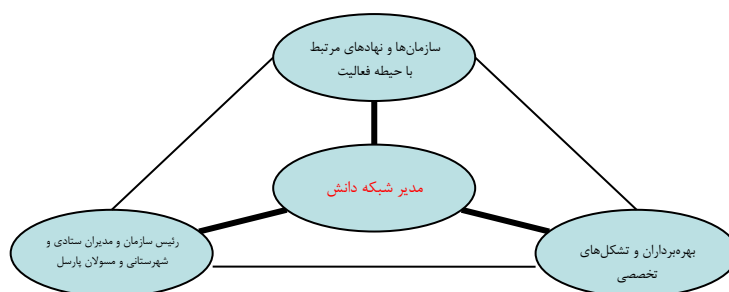 سازمان‌ها و نهادهای مرتبط
با حیطه فعالیت
مدیر شبکه دانش
بهره‌برداران و تشکل‌های
تخصصی
رئیس سازمان و مدیران ستادی و
شهرستانی و مسولان پارسل